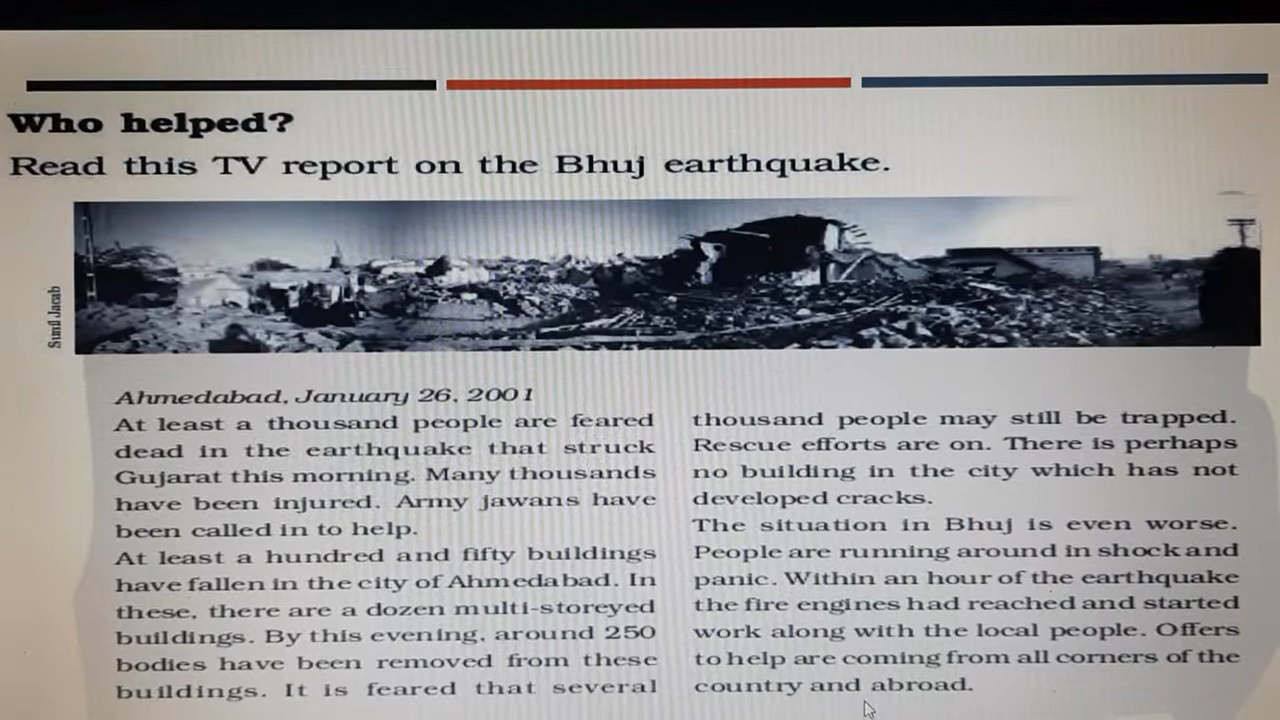 Who helped?
Read this TV report on the Bhuj earthquake.
Sunil Jacab
Ahmedabad, January 26, 2001
At least a thousand people are feared
dead in the earthquake that struck
Gujarat this morning. Many thousands
have been injured. Army jawans have
been called in to help.
At least a hundred and fifty buildings
have fallen in the city of Ahmedabad. In
these, there are a dozen multi-storeyed
buildings. By this evening, around 250
bodies have been removed from these
buildings. It is feared that several
thousand people may still be trapped.
Rescue efforts are on. There is perhaps
no building in the city which has not
developed cracks.
The situation in Bhuj is even worse.
People are running around in shock and
panic. Within an hour of the earthquake
the fire engines had reached and started
work along with the local people. Offers
to help are coming from all corners of the
country and abroad.